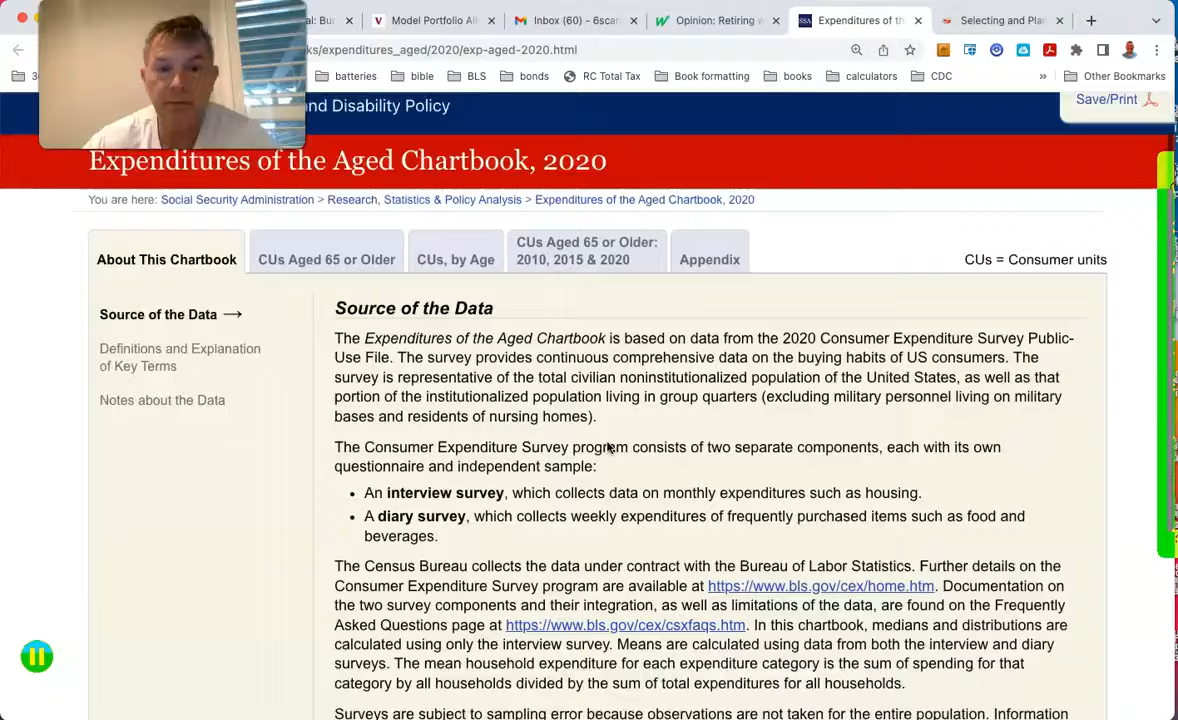 al: Bur
Model Portfolio All
Inbox (60) - 6scan
Opinion: Retiring w
SSA
Expenditures of the
Selecting and Plan
ks/expenditures_aged/2020/exp-aged-2020.html
batteries
bible
BLS
bonds
RC Total Tax
Book formatting
books
calculators
CDC
»
Other Bookmarks
nd Disability Policy
Save/Print
Expenditures of the Aged Chartbook, 2020
You are here: Social Security Administration > Research, Statistics & Policy Analysis > Expenditures of the Aged Chartbook, 2020
About This Chartbook
CUs Aged 65 or Older
CUs, by Age
CUs Aged 65 or Older:
2010, 2015 & 2020
Appendix
CUs = Consumer units
Source of the Data →
Definitions and Explanation
of Key Terms
Notes about the Data
Source of the Data
The Expenditures of the Aged Chartbook is based on data from the 2020 Consumer Expenditure Survey Public-
Use File. The survey provides continuous comprehensive data on the buying habits of US consumers. The
survey is representative of the total civilian noninstitutionalized population of the United States, as well as that
portion of the institutionalized population living in group quarters (excluding military personnel living on military
bases and residents of nursing homes).
The Consumer Expenditure Survey program consists of two separate components, each with its own
questionnaire and independent sample:
• An interview survey, which collects data on monthly expenditures such as housing.
• A diary survey, which collects weekly expenditures of frequently purchased items such as food and
beverages.
The Census Bureau collects the data under contract with the Bureau of Labor Statistics. Further details on the
Consumer Expenditure Survey program are available at https://www.bls.gov/cex/home.htm. Documentation on
the two survey components and their integration, as well as limitations of the data, are found on the Frequently
Asked Questions page at https://www.bls.gov/cex/csxfaqs.htm. In this chartbook, medians and distributions are
calculated using only the interview survey. Means are calculated using data from both the interview and diary
surveys. The mean household expenditure for each expenditure category is the sum of spending for that
category by all households divided by the sum of total expenditures for all households.
Surveys are subject to sampling error because observations are not taken for the entire population. Information